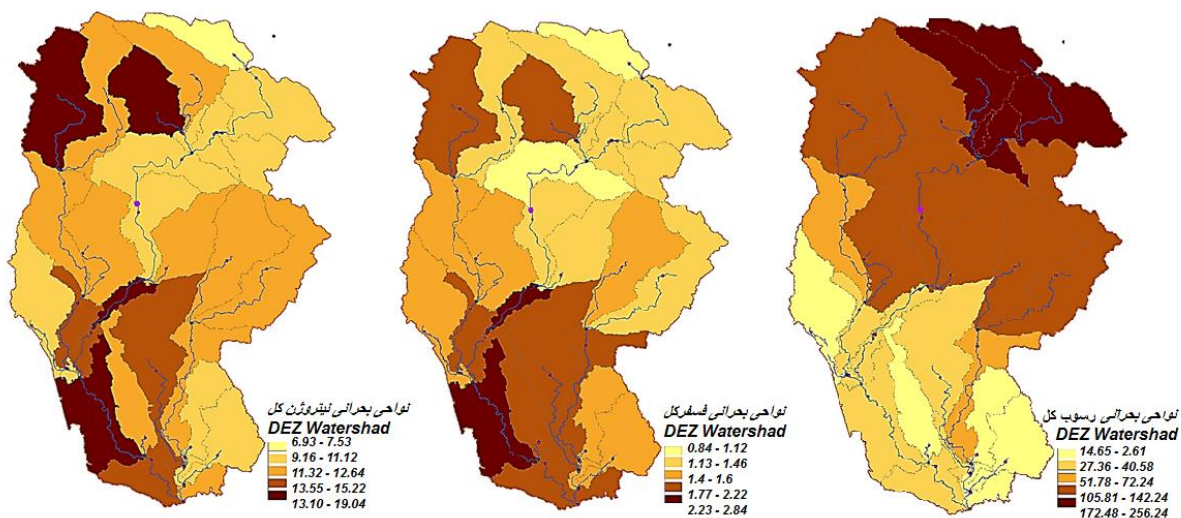 نواحی بحرانی نیتروژن کل
DEZ Watershad
6.93 - 7.53
9.16 - 11.12
11.32 - 12.64
13.55 - 15.22
13.10 - 19.04
نواحی بحرانی فسفرکل
DEZ Watershad
0.84 - 1.12
1.13 - 1.46
1.4 - 1.6
1.77 - 2.22
2.23 - 2.84
نواحی بحرانی رسوب کل
DEZ Watershad
14.65 - 2.61
27.36 - 40.58
51.78 - 72.24
105.81 - 142.24
172.48 - 256.24